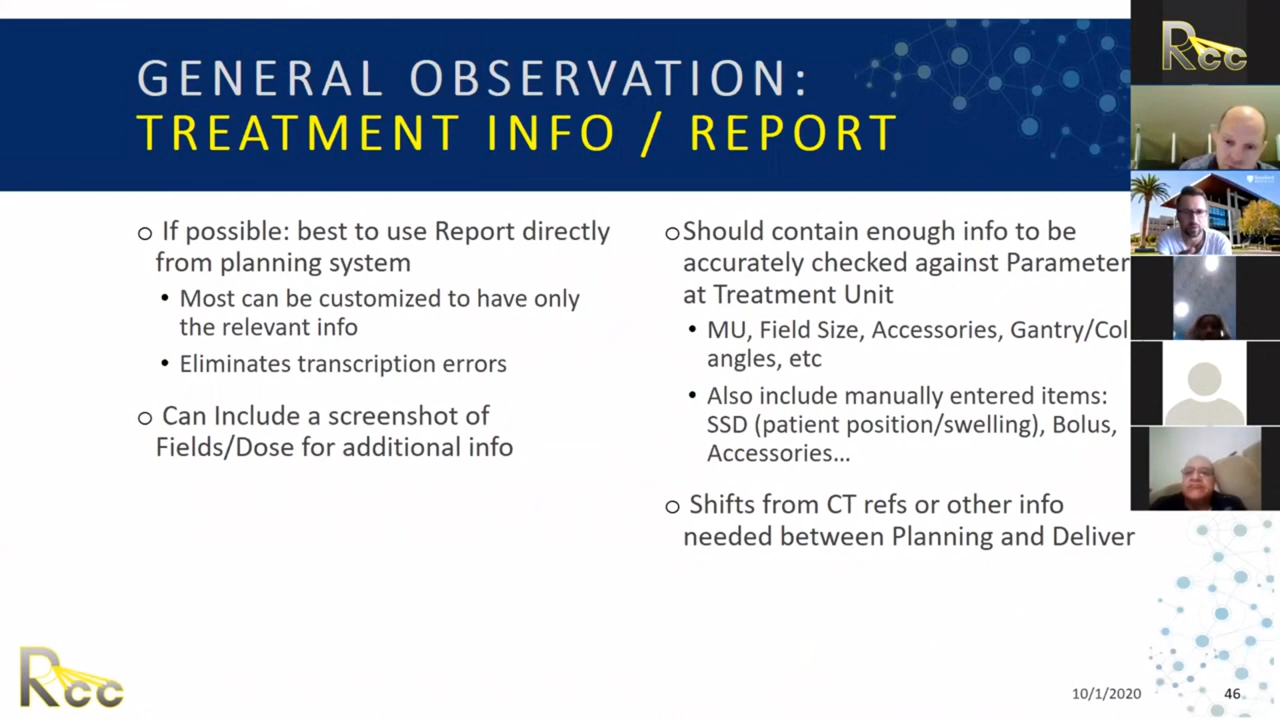 GENERAL OBSERVATION:
TREATMENT INFO / REPORT
o If possible: best to use Report directly
from planning system
• Most can be customized to have only
the relevant info
• Eliminates transcription errors
o Can Include a screenshot of
Fields/Dose for additional info
o Should contain enough info to be
accurately checked against Parameter
at Treatment Unit
• MU, Field Size, Accessories, Gantry/Col
angles, etc
• Also include manually entered items:
SSD (patient position/swelling), Bolus,
Accessories…
o Shifts from CT refs or other info
needed between Planning and Deliver
Rcc
Rcc
10/1/2020
46